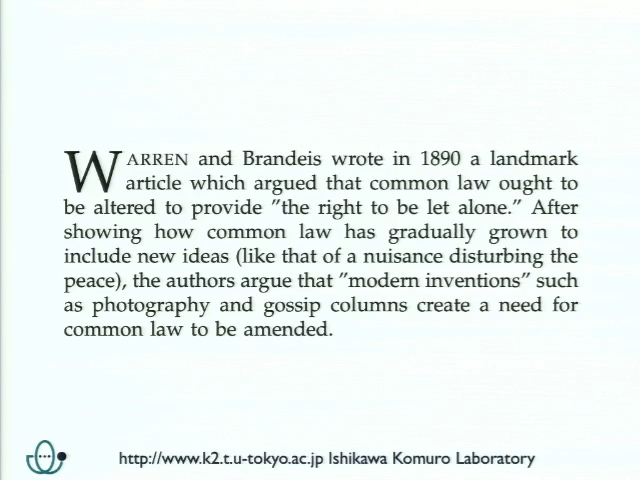 WARREN and Brandeis wrote in 1890 a landmark
article which argued that common law ought to
be altered to provide "the right to be let alone." After
showing how common law has gradually grown to
include new ideas (like that of a nuisance disturbing the
peace), the authors argue that "modern inventions" such
as photography and gossip columns create a need for
common law to be amended.
http://www.k2.t.u-tokyo.ac.jp Ishikawa Komuro Laboratory